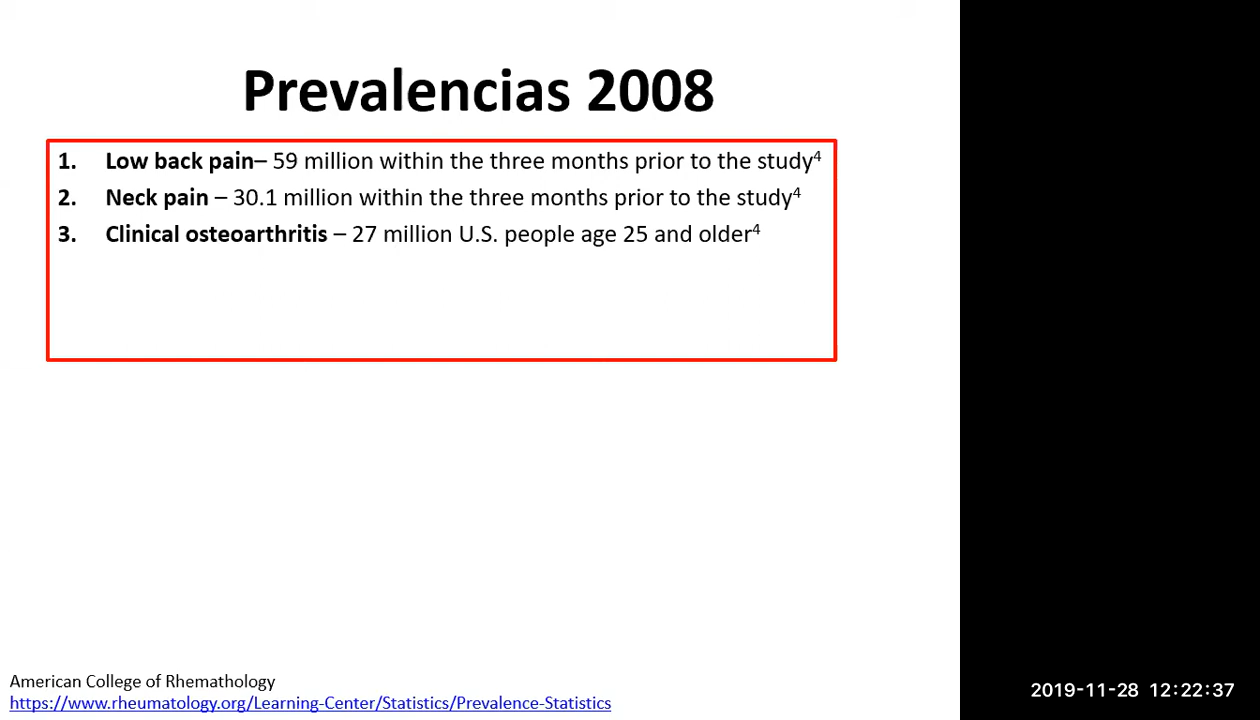 Prevalencias 2008
1. Low back pain– 59 million within the three months prior to the study⁴
2. Neck pain – 30.1 million within the three months prior to the study⁴
3. Clinical osteoarthritis – 27 million U.S. people age 25 and older⁴
American College of Rhemathology
https://www.rheumatology.org/Learning-Center/Statistics/Prevalence-Statistics
2019-11-28 12:22:37